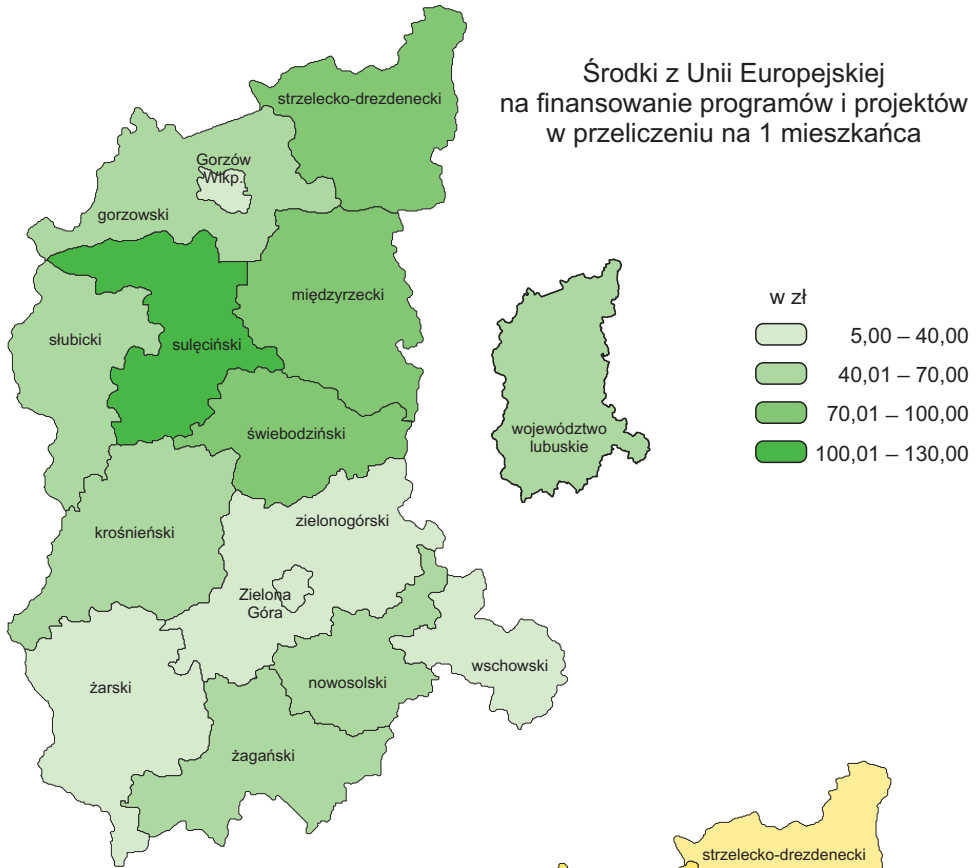 Środki z Unii Europejskiej
na finansowanie programów i projektów
w przeliczeniu na 1 mieszkańca
strzelecko-drezdenecki
Gorzów
Wlkp.
gorzowski
międzyrzecki
słubicki
sulęciński
świebodziński
krośnieński
zielonogórski
Zielona
Góra
wschowski
nowosolski
żarski
żagański
województwo
lubuskie
w zł
5,00 – 40,00
40,01 – 70,00
70,01 – 100,00
100,01 – 130,00
strzelecko-drezdenecki